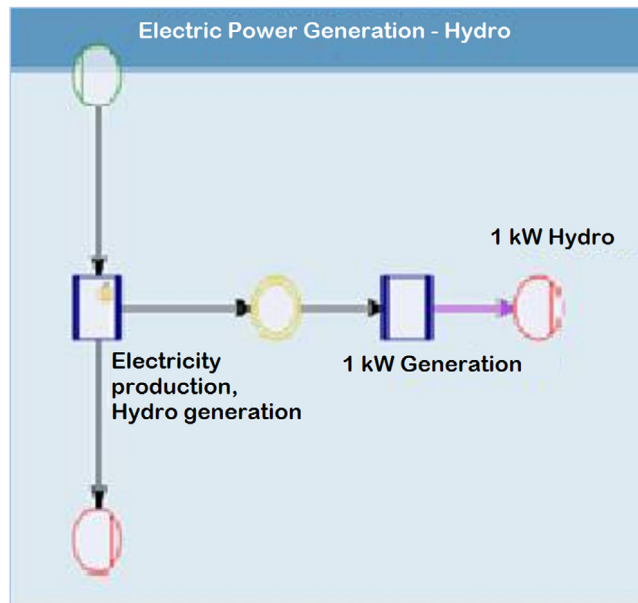 Electric Power Generation - Hydro
1 kW Hydro
Electricity
production,
Hydro generation
1 kW Generation